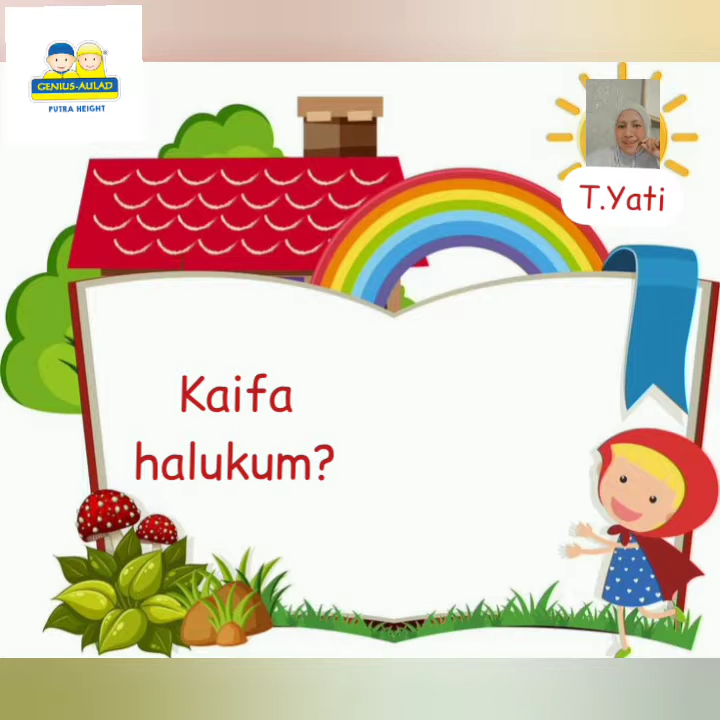 GENIUS-AULAD
PUTRA HEIGHT
T.Yati
Kaifa
halukum?